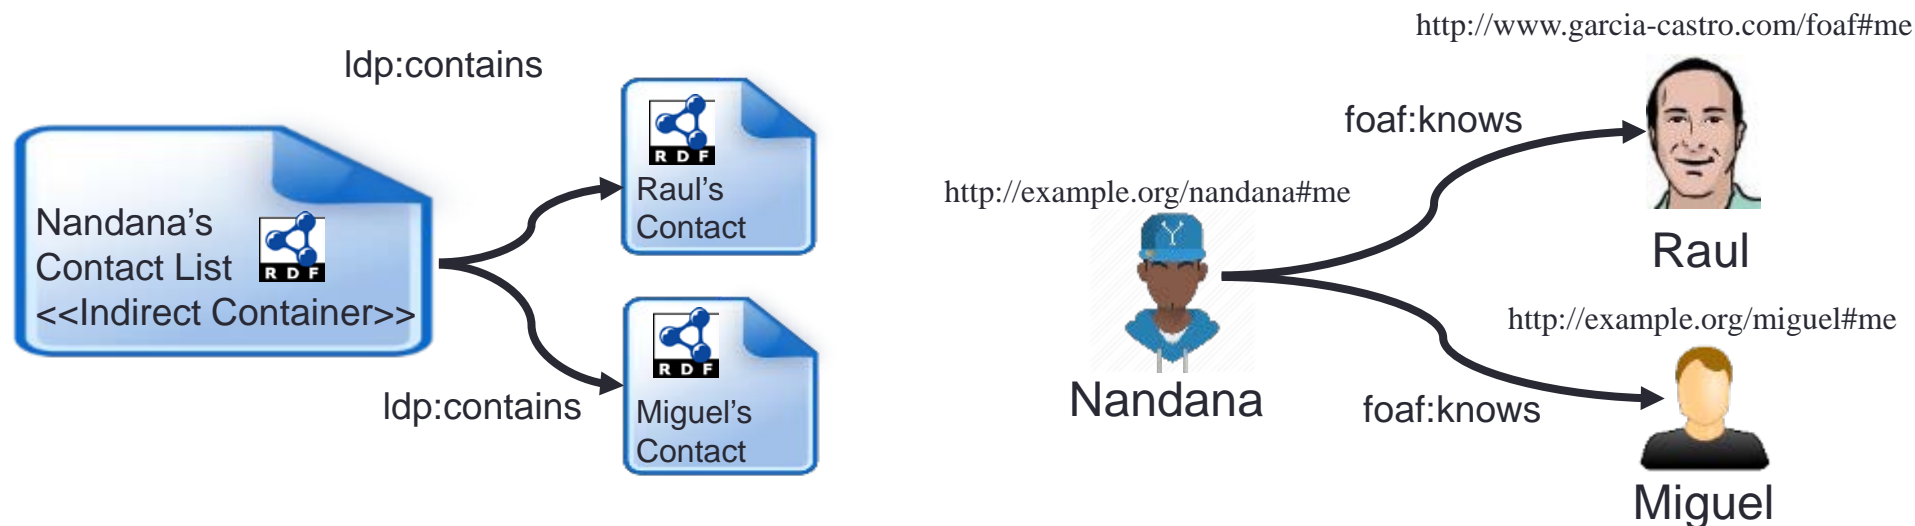 ldp:contains
Nandana’s
Contact List
<<Indirect Container>>
RDF
RDF
Raul’s
Contact
RDF
Miguel’s
Contact
ldp:contains
http://www.garcia-castro.com/foaf#me
foaf:knows
Raul
http://example.org/nandana#me
Y
Nandana
http://example.org/miguel#me
foaf:knows
Miguel